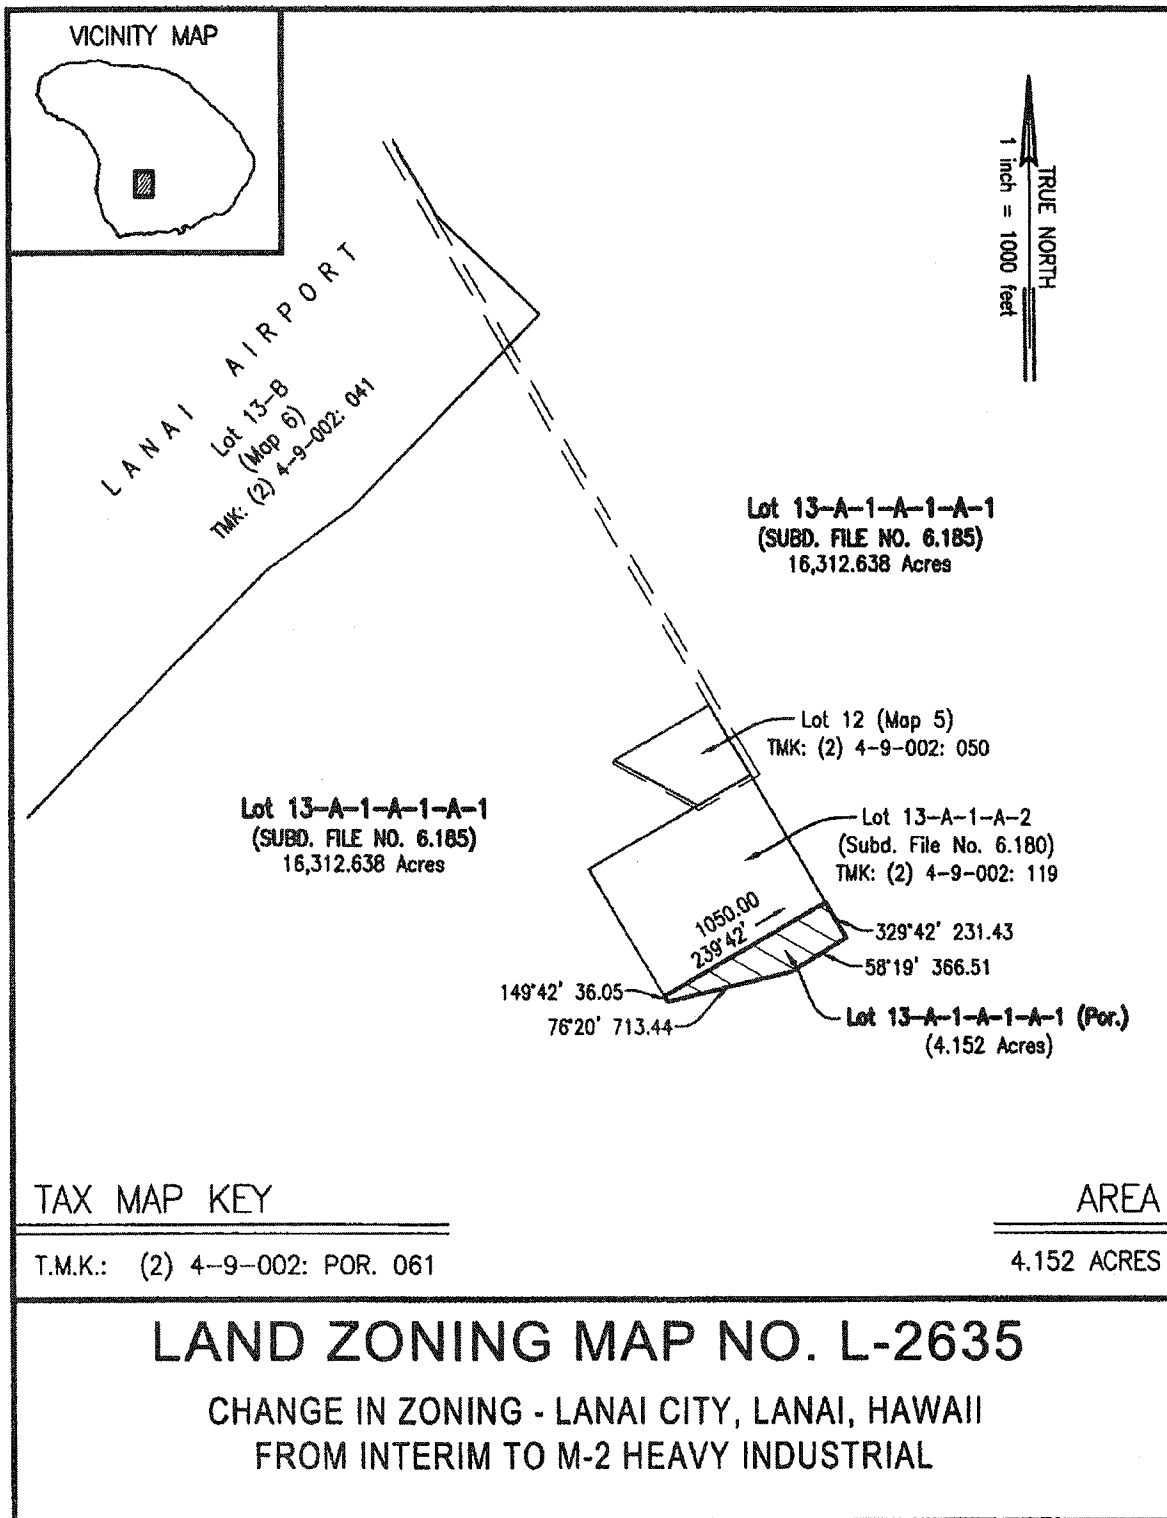 VICINITY MAP
TRUE NORTH
1 inch = 1000 feet
LANAI AIRPORT
Lot 13-B
(Map 6)
TMK: (2) 4-9-002: 041
Lot 13-A-1-A-1-A-1
(SUBD. FILE NO. 6.185)
16,312.638 Acres
Lot 12 (Map 5)
TMK: (2) 4-9-002: 050
Lot 13-A-1-A-1-A-1
(SUBD. FILE NO. 6.185)
16,312.638 Acres
Lot 13-A-1-A-2
(Subd. File No. 6.180)
TMK: (2) 4-9-002: 119
1050.00
239°42'
329°42' 231.43
58°19' 366.51
149°42' 36.05
76°20' 713.44
Lot 13-A-1-A-1-A-1 (Por.)
(4.152 Acres)
TAX MAP KEY
AREA
T.M.K.: (2) 4-9-002: POR. 061
4.152 ACRES
LAND ZONING MAP NO. L-2635
CHANGE IN ZONING - LANAI CITY, LANAI, HAWAII
FROM INTERIM TO M-2 HEAVY INDUSTRIAL